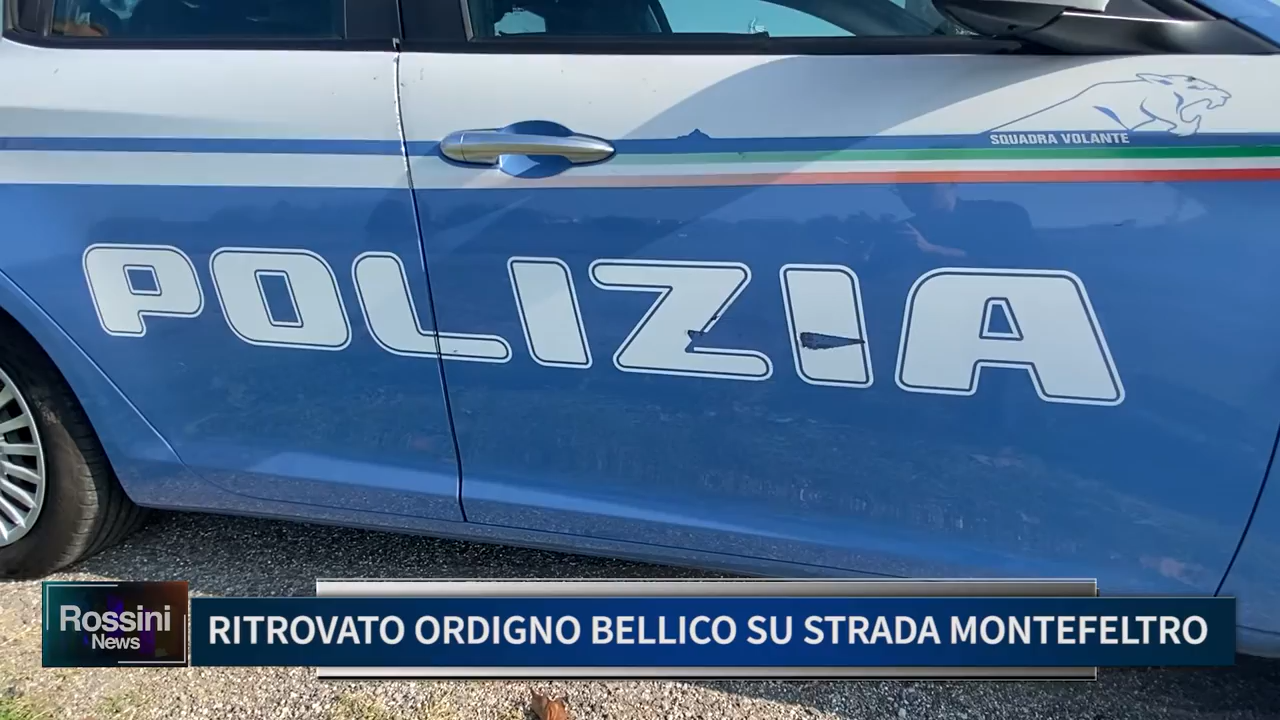 SQUADRA VOLANTE
POLIZIA
Rossini
News
RITROVATO ORDIGNO BELLICO SU STRADA MONTEFELTRO